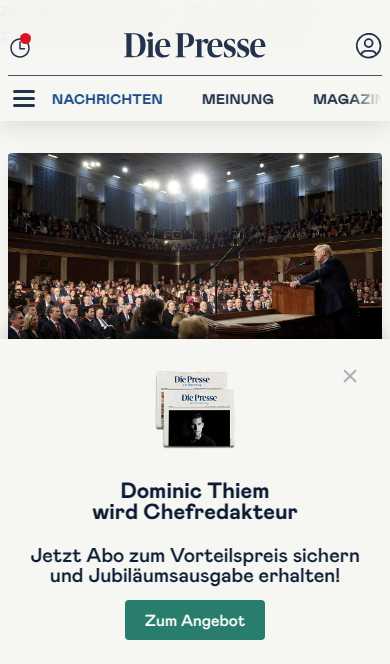 Die Presse
NACHRICHTEN MEINUNG MAGAZIN
Die Presse
Die Presse
Dominic Thiem
wird Chefredakteur
Jetzt Abo zum Vorteilspreis sichern
und Jubiläumsausgabe erhalten!
Zum Angebot